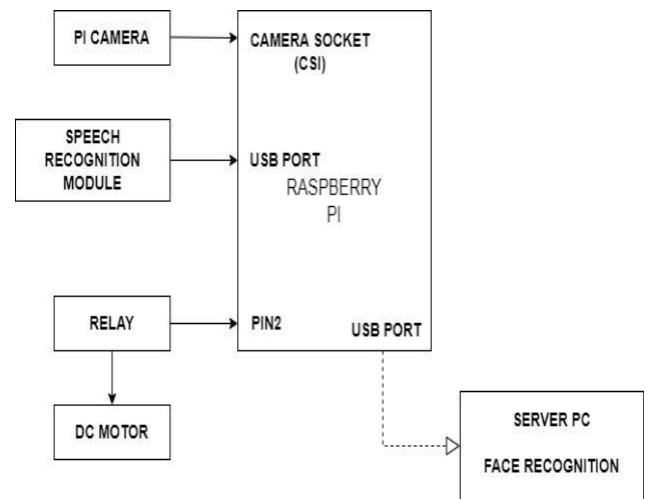 PI CAMERA
CAMERA SOCKET
(CSI)
SPEECH
RECOGNITION
MODULE
USB PORT
RASPBERRY
PI
RELAY
PIN2
USB PORT
DC MOTOR
SERVER PC
FACE RECOGNITION